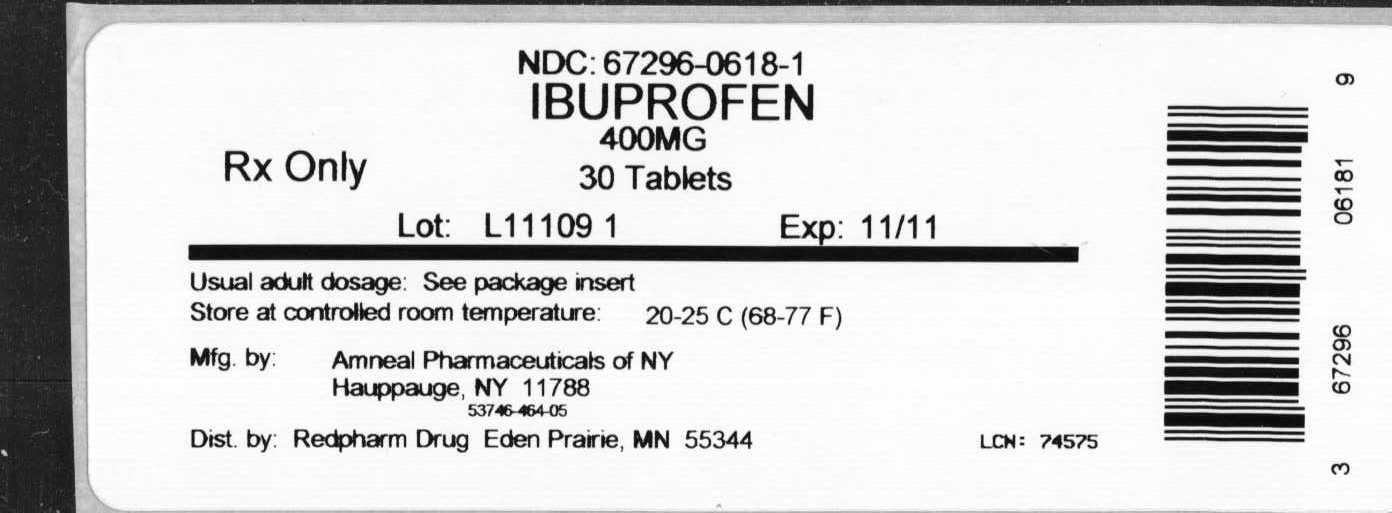 NDC: 67296-0618-1
IBUPROFEN
400MG
Rx Only
30 Tablets
Lot: L11109 1 Exp: 11/11
Usual adult dosage: See package insert
Store at controlled room temperature: 20-25 C (68-77 F)
Mfg. by: Amneal Pharmaceuticals of NY
Hauppauge, NY 11788
53746-464-05
Dist. by: Redpharm Drug Eden Prairie, MN 55344
LCN: 74575
3 67296 06181 9